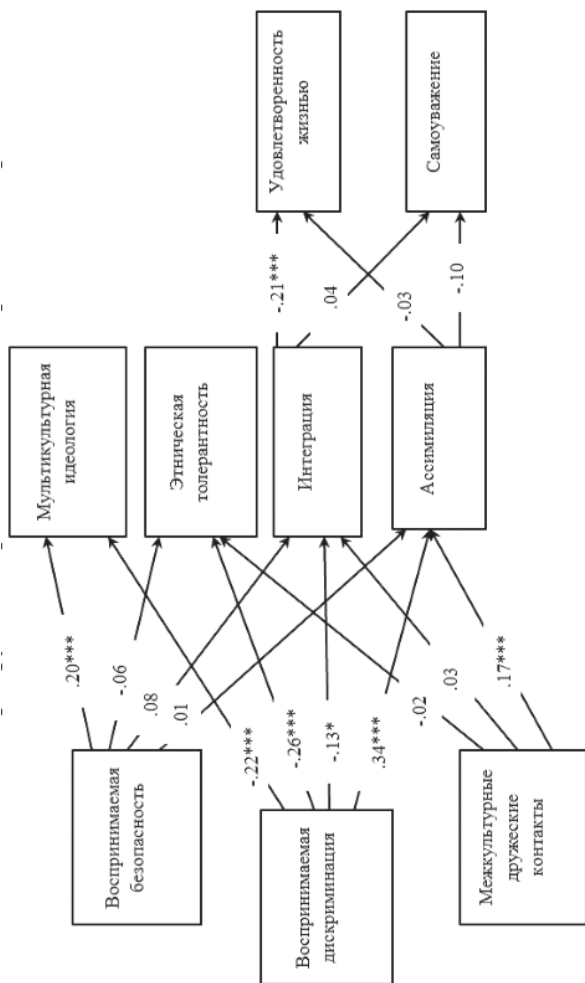 Воспринимаемая
безопасность
Воспринимаемая
дискриминация
Межкультурные
дружеские
контакты
.20***
-.06
.08
.01
-.22***
-.26***
-.13*
.34***
-.02
.03
.17***
Мультикультурная
идеология
Этническая
толерантность
Интеграция
Ассимиляция
-.21***
.04
-.03
-.10
Удовлетворенность
жизнью
Самоуважение